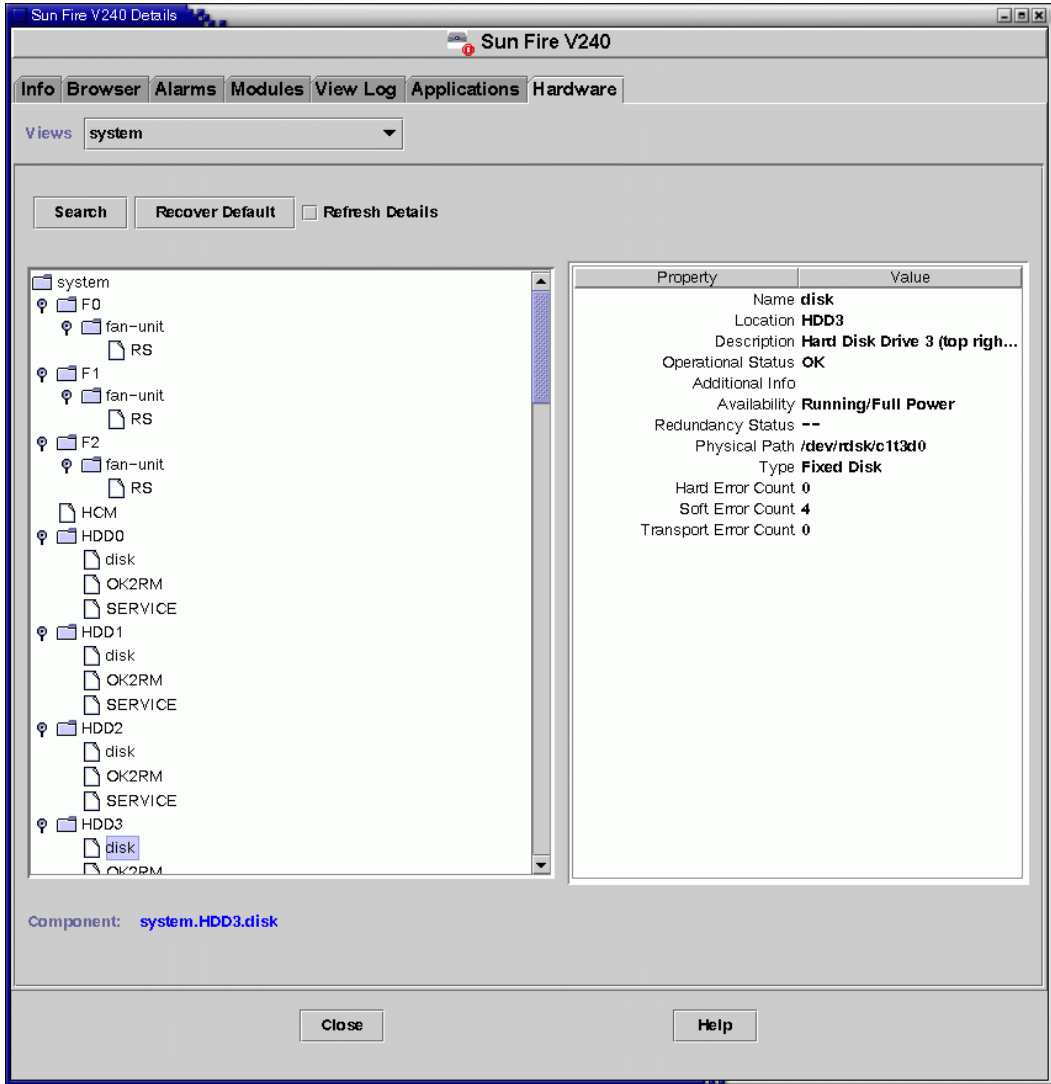 Sun Fire V240 Details
Sun Fire V240
Info Browser Alarms Modules View Log Applications Hardware
Views system
Search Recover Default Refresh Details
system
F0
fan-unit
RS
F1
fan-unit
RS
F2
fan-unit
RS
HCM
HDD0
disk
OK2RM
SERVICE
HDD1
disk
OK2RM
SERVICE
HDD2
disk
OK2RM
SERVICE
HDD3
disk
OK2RM
Property Value
Name disk
Location HDD3
Description Hard Disk Drive 3 (top righ...
Operational Status OK
Additional Info
Availability Running/Full Power
Redundancy Status --
Physical Path /dev/rdsk/c1t3d0
Type Fixed Disk
Hard Error Count 0
Soft Error Count 4
Transport Error Count 0
Component: system.HDD3.disk
Close Help